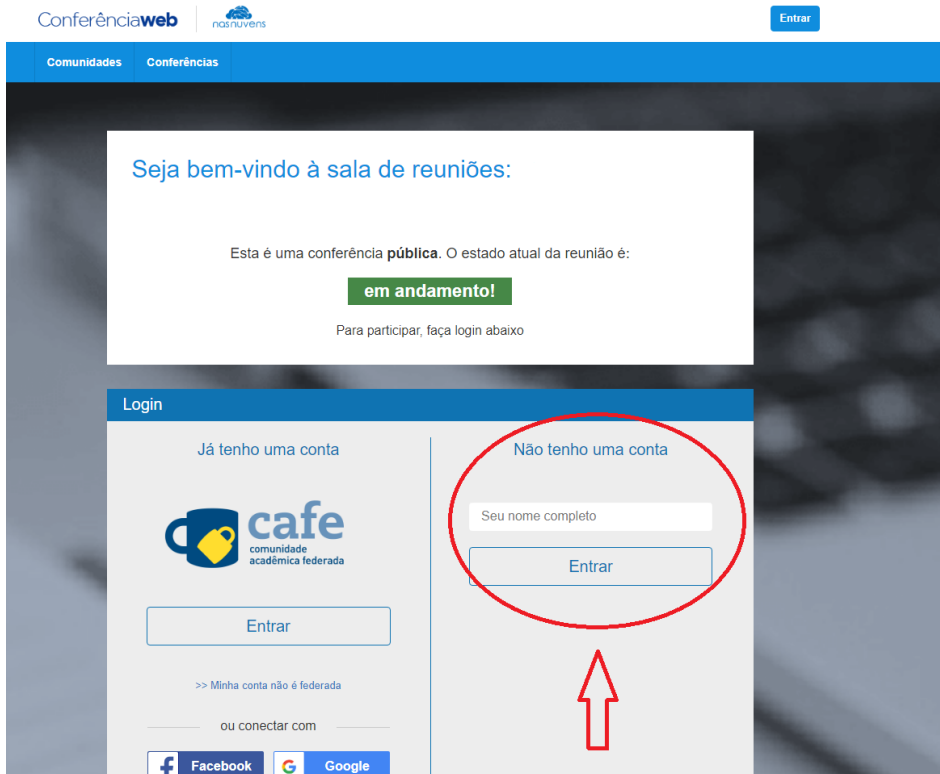 Conferênciaweb
nasnuvens
Entrar
Comunidades
Conferências
Seja bem-vindo à sala de reuniões:
Esta é uma conferência pública. O estado atual da reunião é:
em andamento!
Para participar, faça login abaixo
Login
Já tenho uma conta
cafe
comunidade
acadêmica federada
Entrar
>> Minha conta não é federada
ou conectar com
Facebook
G Google
Não tenho uma conta
Seu nome completo
Entrar